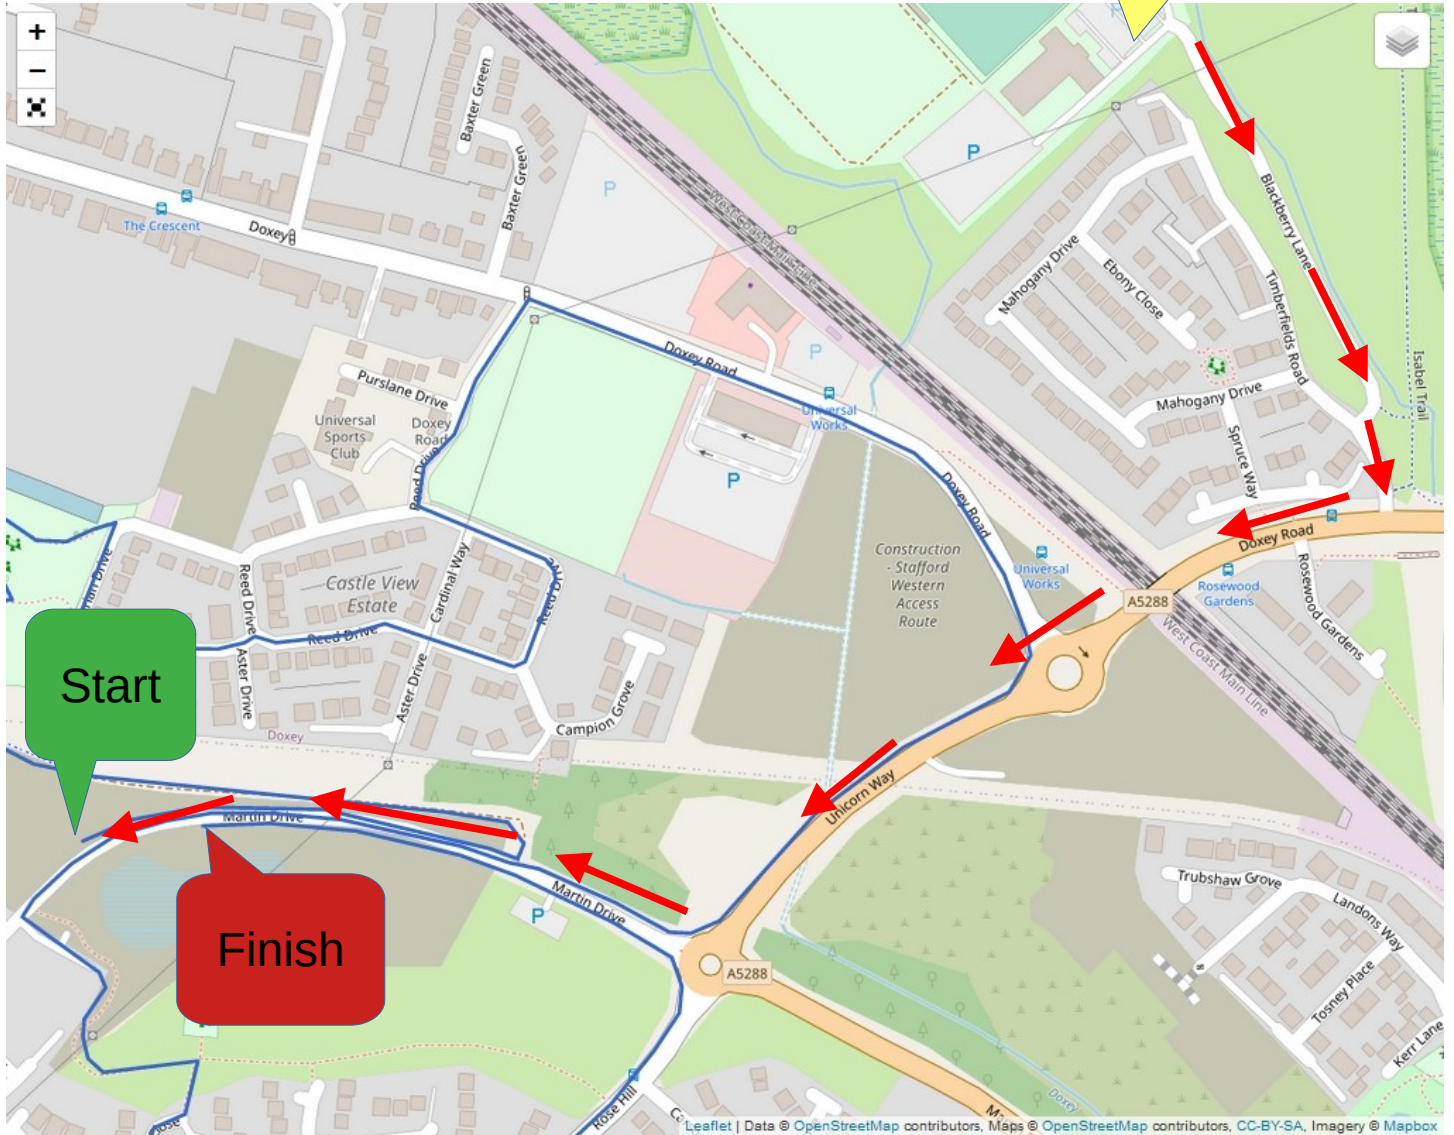 +
−
Baxter Green
Baxter Green
P
The Crescent
Doxey
West Coast Main Line
P
Blackberry Lane
Mahogany Drive
Ebony Close
Timberfields Road
Isabel Trail
Doxey Road
P
Purslane Drive
Universal
Sports
Club
Doxey
Road
Reed Drive
Universal
Works
Mahogany Drive
Spruce Way
P
Doxey Road
Construction
- Stafford
Western
Access
Route
Universal
Works
Doxey Road
Rosewood
Gardens
Rosewood Gardens
A5288
West Coast Main Line
Castle View
Estate
Reed Drive
Cardinal Way
Reed Drive
Reed Drive
Aster Drive
Aster Drive
Campion Grove
Doxey
Start
Martin Drive
Unicorn Way
Finish
Martin Drive
P
A5288
Trubshaw Grove
Landons Way
Tosney Place
Kerr Lane
Rose Hill
Doxey
Leaflet | Data © OpenStreetMap contributors, Maps © OpenStreetMap contributors, CC-BY-SA, Imagery © Mapbox